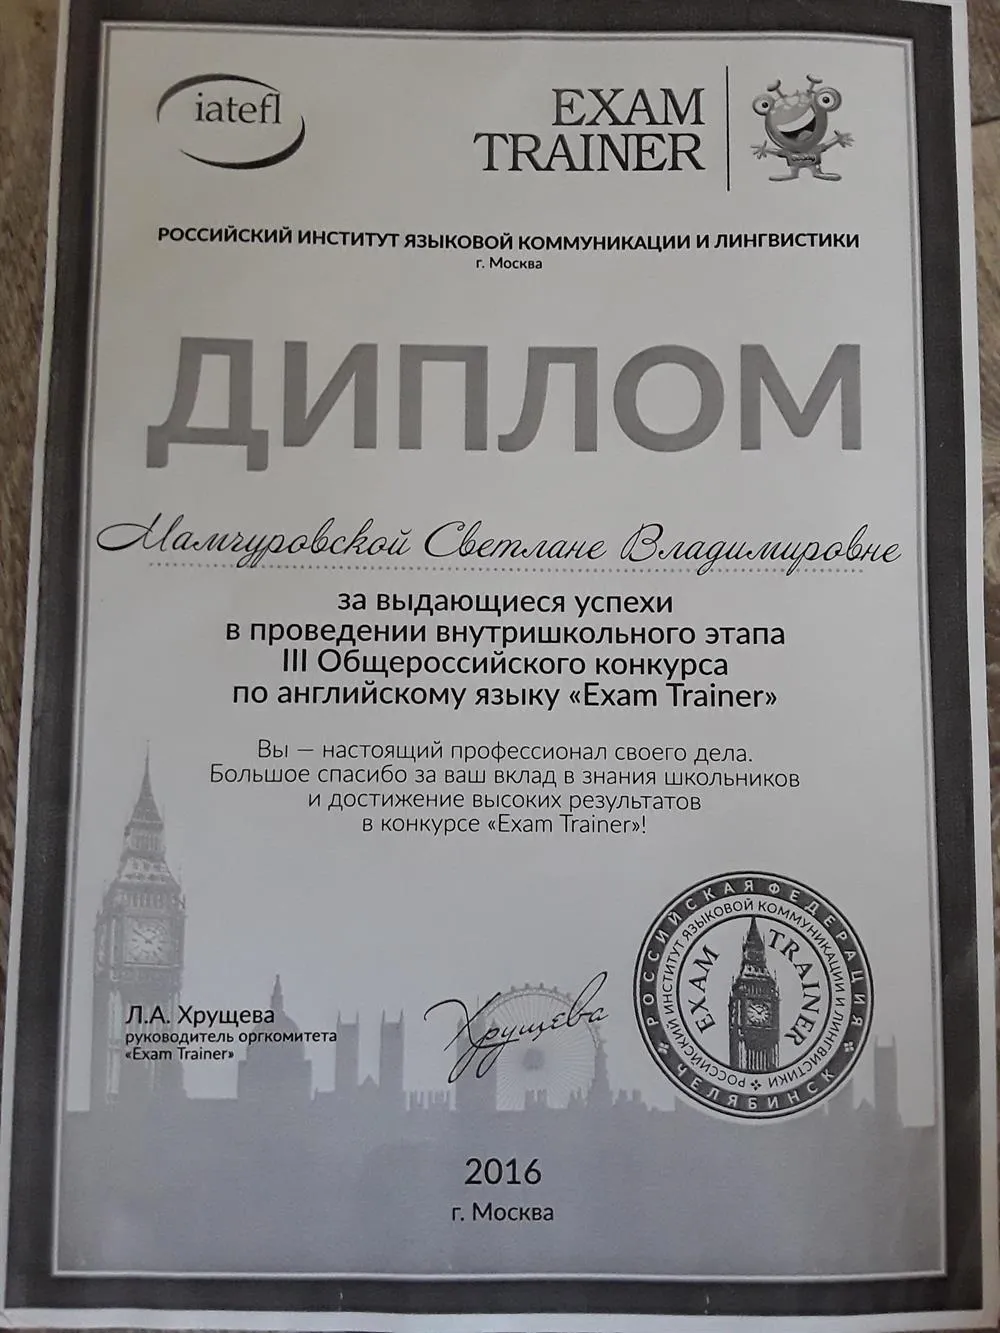 iatefl
EXAM
TRAINER
РОССИЙСКИЙ ИНСТИТУТ ЯЗЫКОВОЙ КОММУНИКАЦИИ И ЛИНГВИСТИКИ
г. Москва
ДИПЛОМ
Мамчуровской Светлане Владимировне
за выдающиеся успехи
в проведении внутришкольного этапа
III Общероссийского конкурса
по английскому языку «Exam Trainer»
Вы — настоящий профессионал своего дела.
Большое спасибо за ваш вклад в знания школьников
и достижение высоких результатов
в конкурсе «Exam Trainer»!
Л.А. Хрущева
руководитель оргкомитета
«Exam Trainer»
Хрущева
РОССИЙСКАЯ ФЕДЕРАЦИЯ
ЧЕЛЯБИНСК
РОССИЙСКИЙ ИНСТИТУТ ЯЗЫКОВОЙ КОММУНИКАЦИИ И ЛИНГВИСТИКИ
EXAM TRAINER
2016
г. Москва